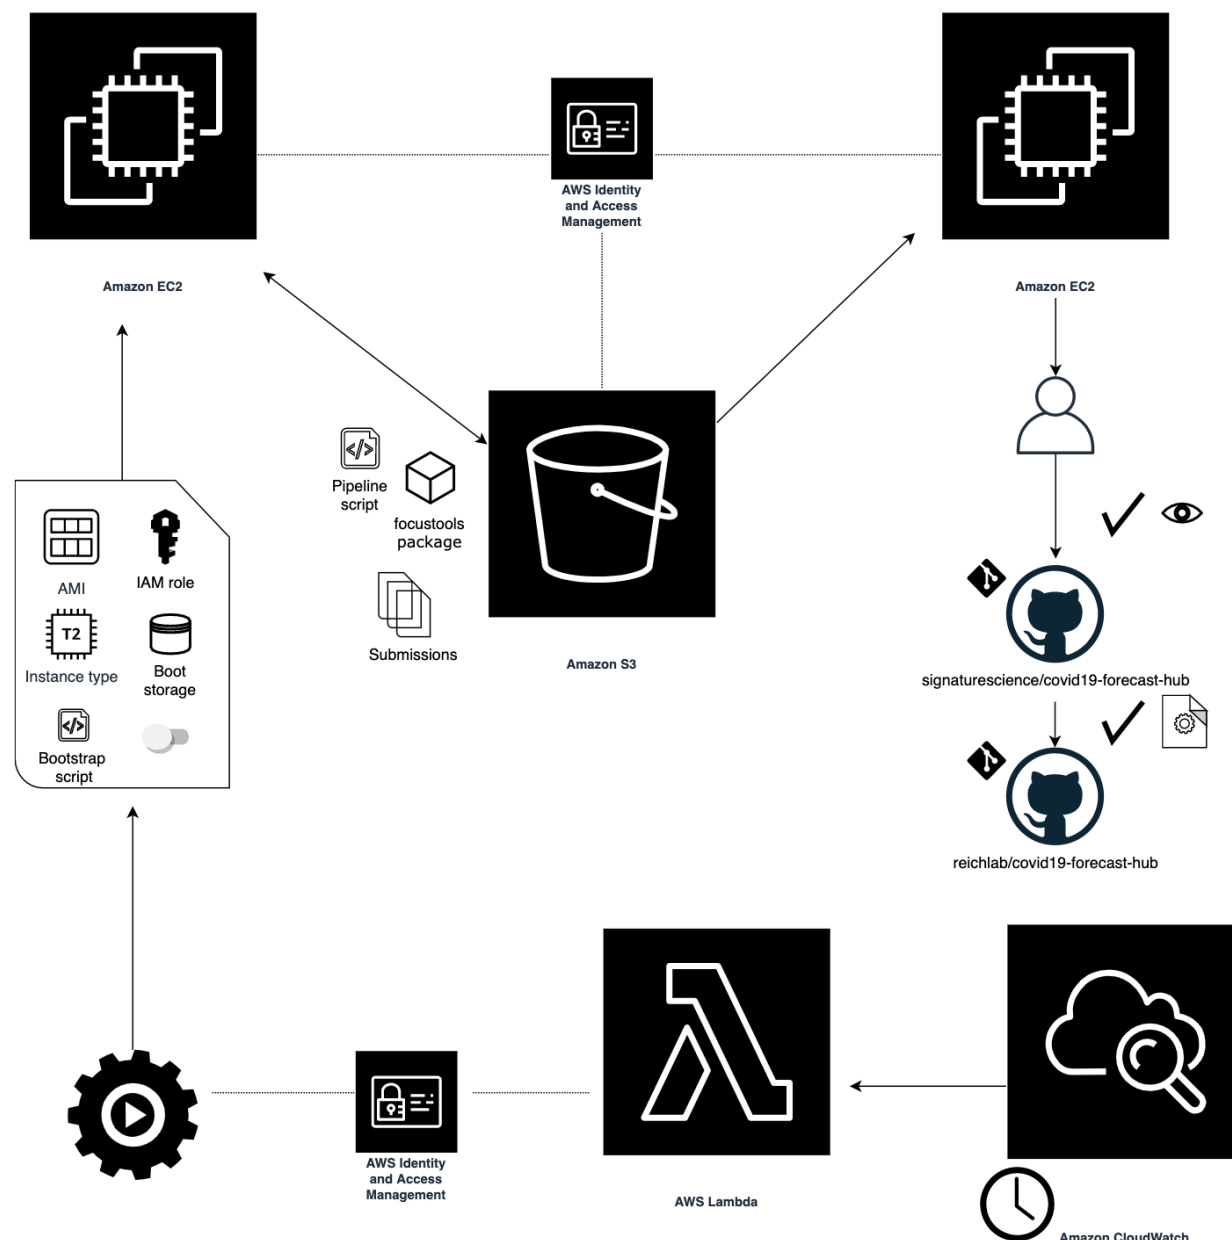 AWS Identity
and Access
Management
Amazon EC2
Amazon EC2
Pipeline
script
focustools
package
Submissions
Amazon S3
AMI
IAM role
T2
Instance type
Boot
storage
Bootstrap
script
signaturescience/covid19-forecast-hub
reichlab/covid19-forecast-hub
AWS Identity
and Access
Management
AWS Lambda
Amazon CloudWatch